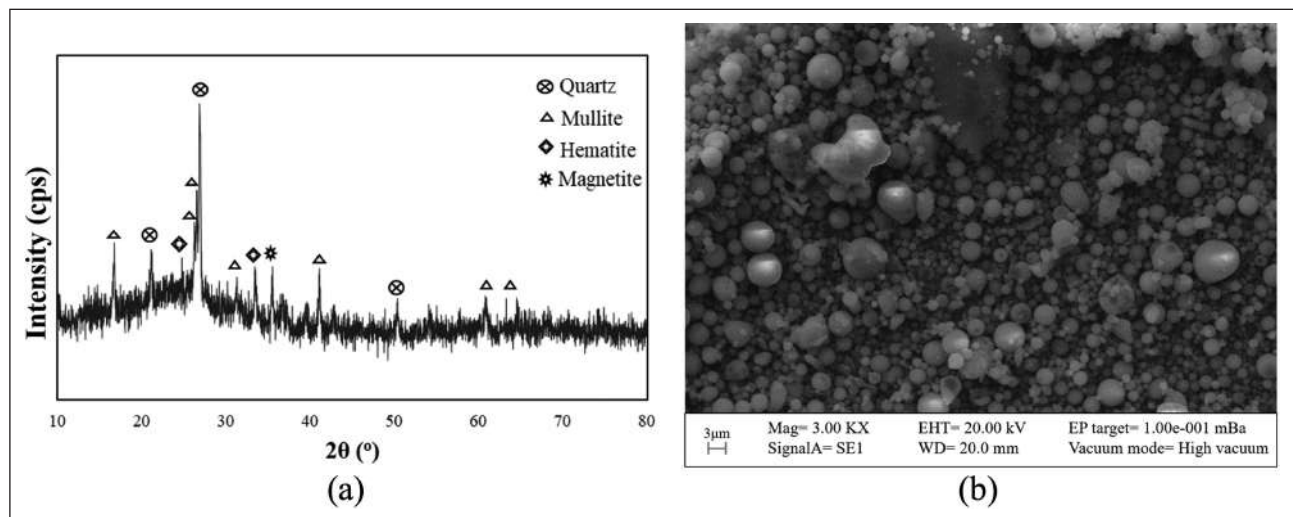 Intensity (cps)
Quartz
Mullite
Hematite
Magnetite
10 20 30 40 50 60 70 80
2θ (º)
(a)
3μm
Mag= 3.00 KX EHT= 20.00 kV EP target= 1.00e-001 mBa
SignalA= SE1 WD= 20.0 mm Vacuum mode= High vacuum
(b)